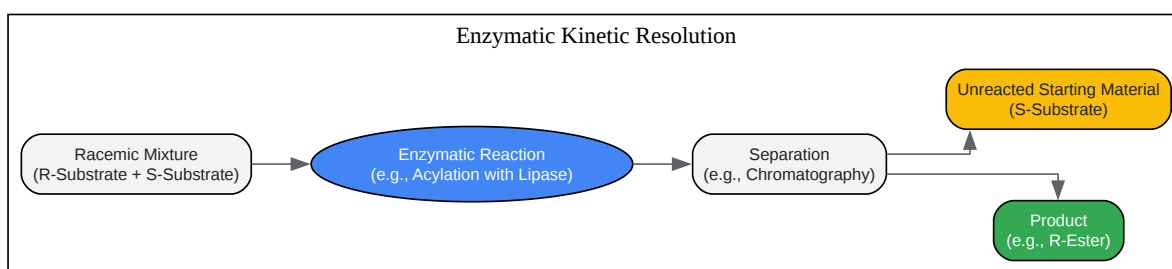 Enzymatic Kinetic Resolution
Racemic Mixture
(R-Substrate + S-Substrate)
Enzymatic Reaction
(e.g., Acylation with Lipase)
Separation
(e.g., Chromatography)
Unreacted Starting Material
(S-Substrate)
Product
(e.g., R-Ester)